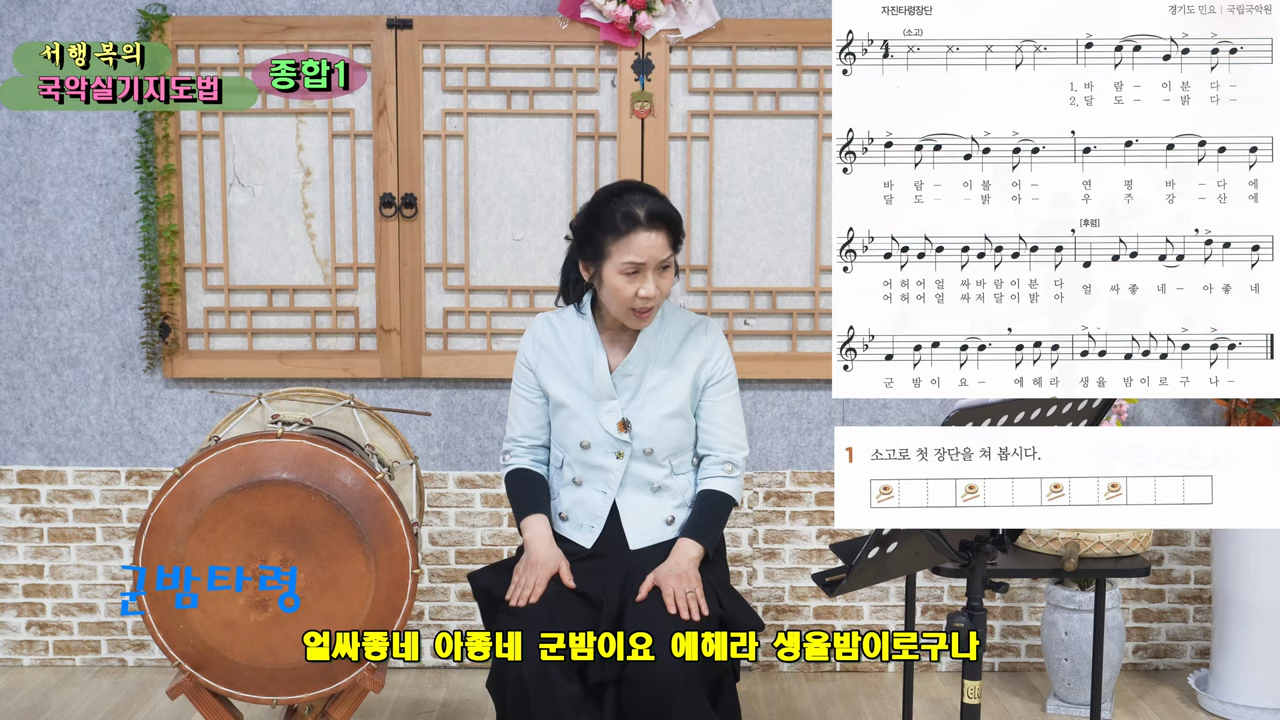 서행복의
국악실기지도법
종합1
자진타령장단
경기도 민요 | 국립국악원
(소고)
1. 바 람 - 이 분 다 -
2. 달 도 - - 밝 다 -
바 람 - 이 불 어 - 연 평 바 - 다 에
달 도 - - 밝 아 - 우 주 강 - 산 에
[후렴]
어 허 어 얼 싸 바 람 이 분 다 얼 싸 좋 네 - 아 좋 네
어 허 어 얼 싸 저 달 이 밝 아
군 밤 이 요 - 에 헤 라 생 율 밤 이 로 구 나 -
1 소고로 첫 장단을 쳐 봅시다.
군밤타령
얼싸좋네 아좋네 군밤이요 에헤라 생율밤이로구나